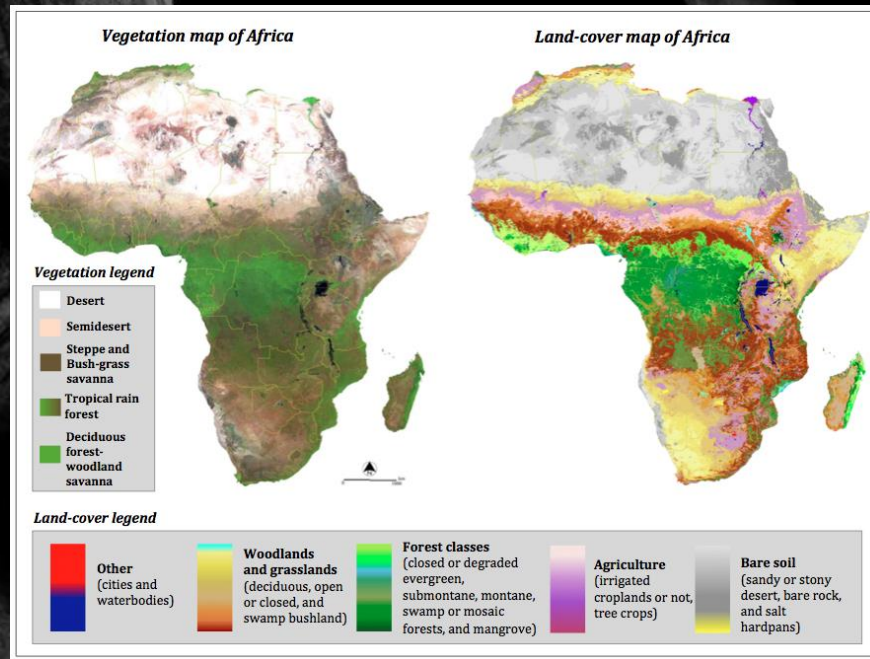 Vegetation map of Africa
Land-cover map of Africa
Vegetation legend
Desert
Semidesert
Steppe and
Bush-grass
savanna
Tropical rain
forest
Deciduous
forest-
woodland
savanna
Land-cover legend
Other
(cities and
waterbodies)
Woodlands
and grasslands
(deciduous, open
or closed, and
swamp bushland)
Forest classes
(closed or degraded
evergreen,
submontane, montane,
swamp or mosaic
forests, and mangrove)
Agriculture
(irrigated
croplands or not,
tree crops)
Bare soil
(sandy or stony
desert, bare rock,
and salt
hardpans)